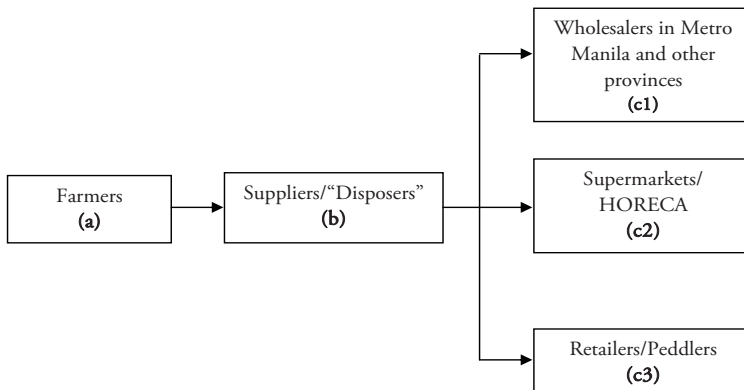 Wholesalers in Metro
Manila and other
provinces
(c1)
Farmers
(a)
Suppliers/“Disposers”
(b)
Supermarkets/
HORECA
(c2)
Retailers/Peddlers
(c3)